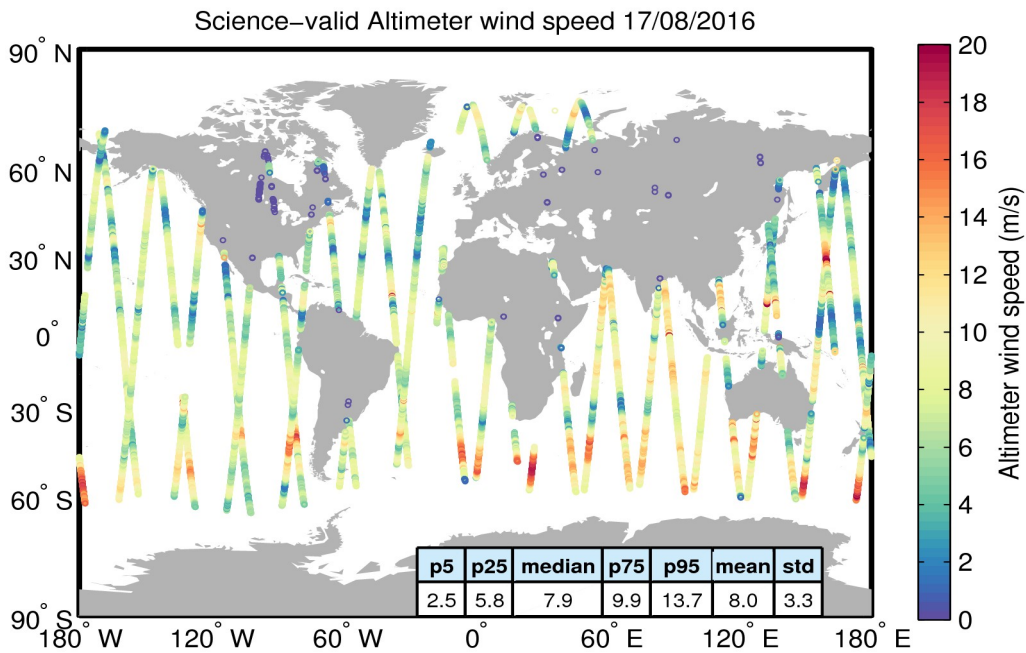 Science−valid Altimeter wind speed 17/08/2016
90° N
60° N
30° N
0°
30° S
60° S
90° S
180° W
120° W
60° W
0°
60° E
120° E
180° E
p5 p25 median p75 p95 mean std
2.5 5.8 7.9 9.9 13.7 8.0 3.3
20
18
16
14
12
10
8
6
4
2
0
Altimeter wind speed (m/s)